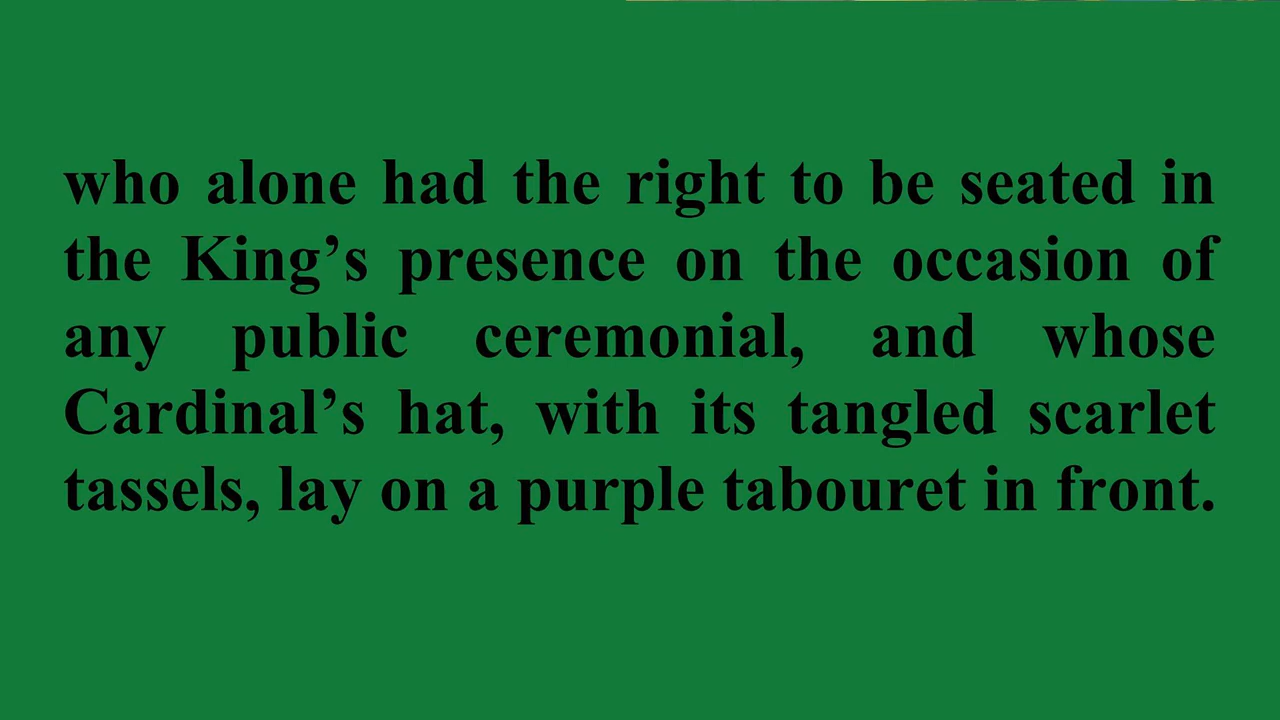 who alone had the right to be seated in
the King’s presence on the occasion of
any public ceremonial, and whose
Cardinal’s hat, with its tangled scarlet
tassels, lay on a purple tabouret in front.